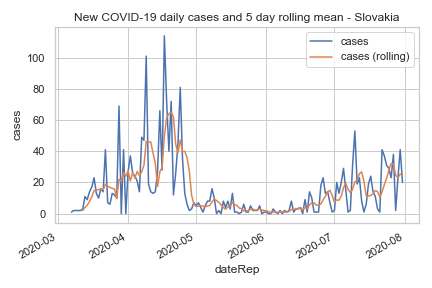 New COVID-19 daily cases and 5 day rolling mean - Slovakia
cases
cases (rolling)
100
80
60
40
20
0
cases
2020-03
2020-04
2020-05
2020-06
2020-07
2020-08
dateRep